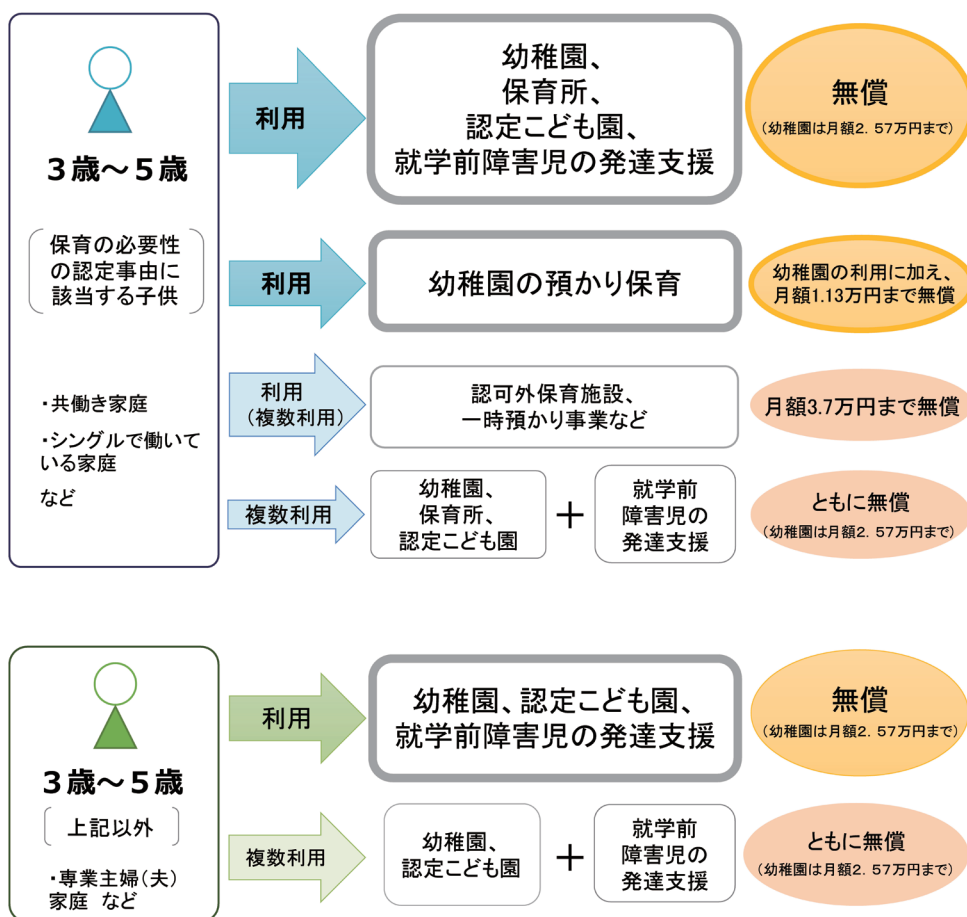 3歳～5歳
保育の必要性
の認定事由に
該当する子供
・共働き家庭
・シングルで働いて
いる家庭
など
利用
幼稚園、
保育所、
認定こども園、
就学前障害児の発達支援
無償
(幼稚園は月額2．57万円まで)
利用
幼稚園の預かり保育
幼稚園の利用に加え、
月額1.13万円まで無償
利用
(複数利用)
認可外保育施設、
一時預かり事業など
月額3.7万円まで無償
複数利用
幼稚園、
保育所、
認定こども園
＋
就学前
障害児の
発達支援
ともに無償
(幼稚園は月額2．57万円まで)
3歳～5歳
上記以外
・専業主婦(夫)
家庭 など
利用
幼稚園、認定こども園、
就学前障害児の発達支援
無償
(幼稚園は月額2．57万円まで)
複数利用
幼稚園、
認定こども園
＋
就学前
障害児の
発達支援
ともに無償
(幼稚園は月額2．57万円まで)